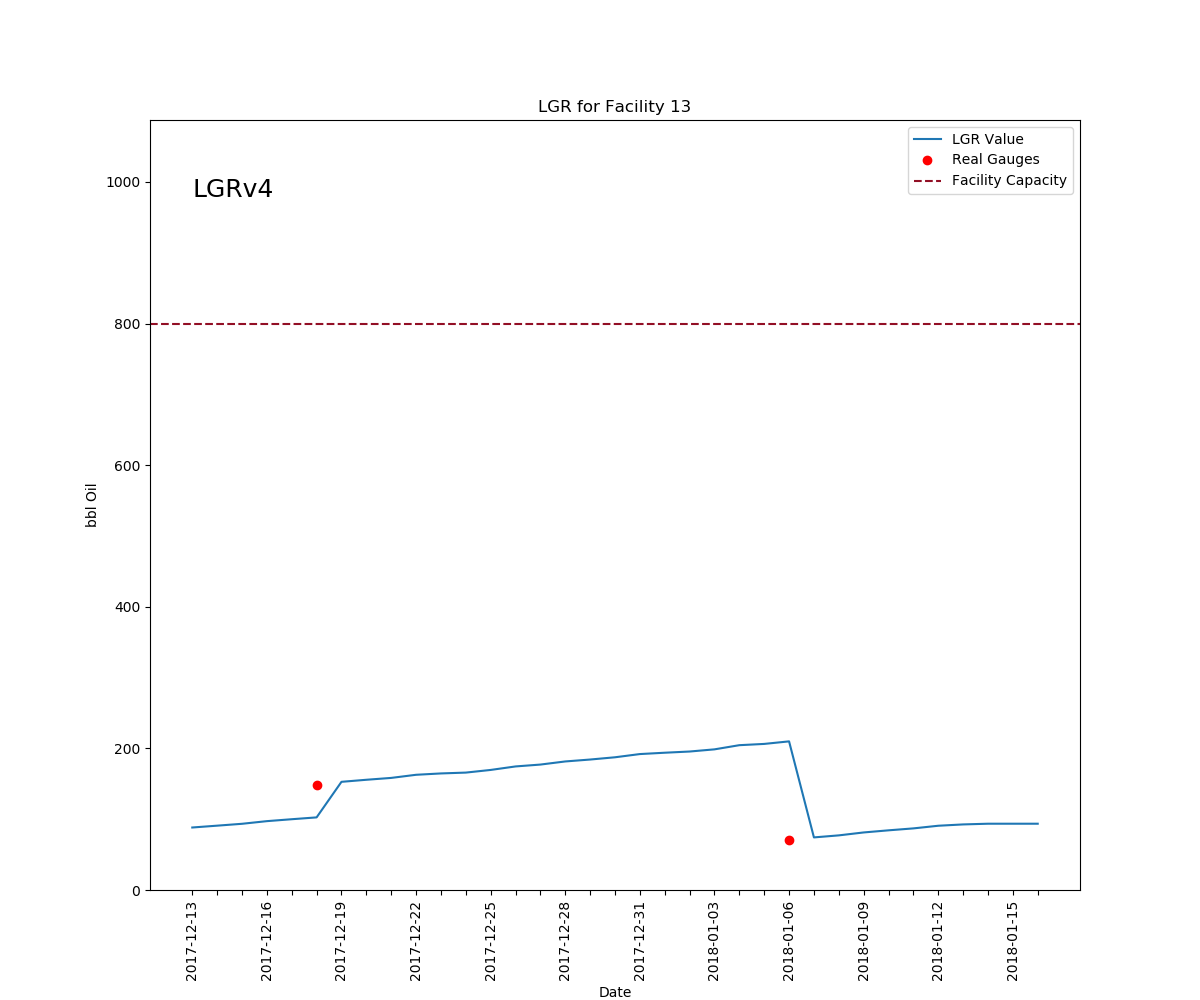 LGR for Facility 13
LGRv4
LGR Value
Real Gauges
Facility Capacity
1000
800
600
400
200
0
bbl Oil
2017-12-13
2017-12-16
2017-12-19
2017-12-22
2017-12-25
2017-12-28
2017-12-31
2018-01-03
2018-01-06
2018-01-09
2018-01-12
2018-01-15
Date